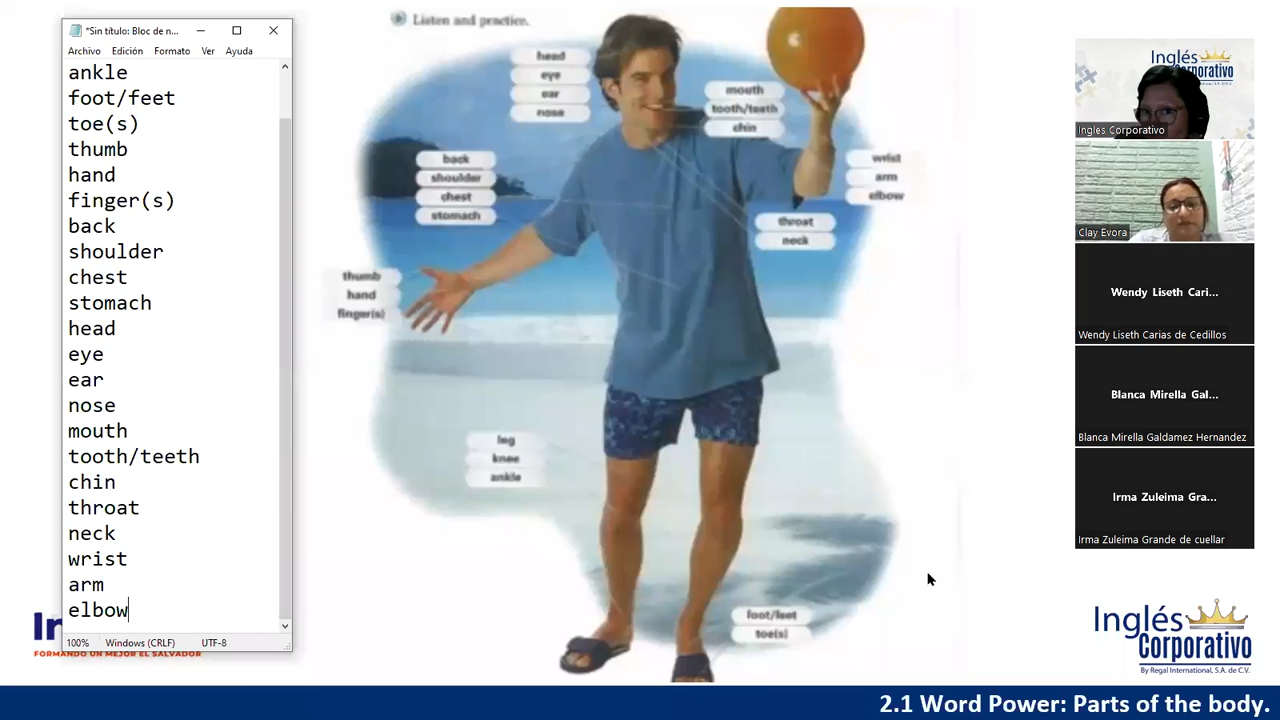 *Sin título: Bloc de n...
Archivo Edición Formato Ver Ayuda
ankle
foot/feet
toe(s)
thumb
hand
finger(s)
back
shoulder
chest
stomach
head
eye
ear
nose
mouth
tooth/teeth
chin
throat
neck
wrist
arm
elbow
100% Windows (CRLF) UTF-8
In
FORMANDO UN MEJOR EL SALVADOR
Listen and practice.
head
eye
ear
nose
mouth
tooth/teeth
chin
back
shoulder
chest
stomach
wrist
arm
elbow
throat
neck
thumb
hand
finger(s)
leg
knee
ankle
foot/feet
toe(s)
Inglés
Corporativo
Ingles Corporativo
Clay Evora
Wendy Liseth Cari...
Wendy Liseth Carias de Cedillos
Blanca Mirella Gal...
Blanca Mirella Galdamez Hernandez
Irma Zuleima Gra...
Irma Zuleima Grande de cuellar
Inglés
Corporativo
By Regal International, S.A. de C.V.
2.1 Word Power: Parts of the body.